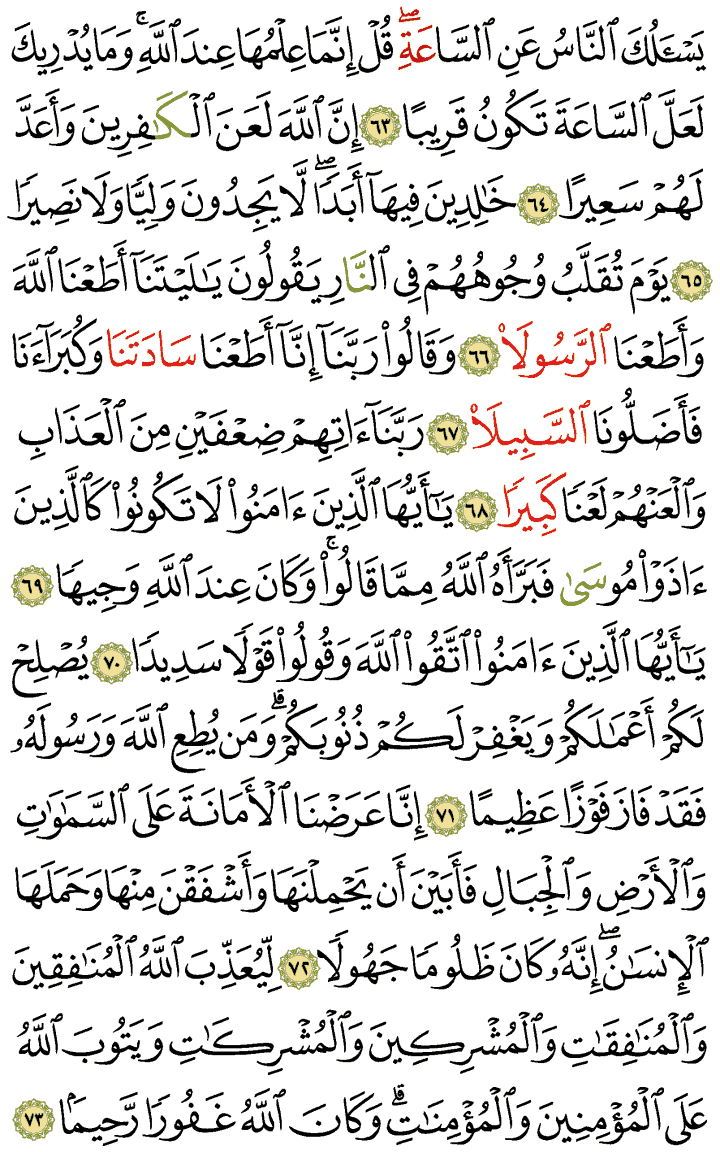 يَسْـَٔلُكَ ٱلنَّاسُ عَنِ ٱلسَّاعَةِۖ قُلْ إِنَّمَا عِلْمُهَا عِندَ ٱللَّهِۚ وَمَا يُدْرِيكَ
لَعَلَّ ٱلسَّاعَةَ تَكُونُ قَرِيبًا ٦٣ إِنَّ ٱللَّهَ لَعَنَ ٱلْكَٰفِرِينَ وَأَعَدَّ
لَهُمْ سَعِيرًا ٦٤ خَٰلِدِينَ فِيهَآ أَبَدًاۖ لَّا يَجِدُونَ وَلِيًّا وَلَا نَصِيرًا
٦٥ يَوْمَ تُقَلَّبُ وُجُوهُهُمْ فِى ٱلنَّارِ يَقُولُونَ يَٰلَيْتَنَآ أَطَعْنَا ٱللَّهَ
وَأَطَعْنَا ٱلرَّسُولَا۠ ٦٦ وَقَالُوا۟ رَبَّنَآ إِنَّآ أَطَعْنَا سَادَتَنَا وَكُبَرَآءَنَا
فَأَضَلُّونَا ٱلسَّبِيلَا۠ ٦٧ رَبَّنَآ ءَاتِهِمْ ضِعْفَيْنِ مِنَ ٱلْعَذَابِ
وَٱلْعَنْهُمْ لَعْنًا كَبِيرًا ٦٨ يَٰٓأَيُّهَا ٱلَّذِينَ ءَامَنُوا۟ لَا تَكُونُوا۟ كَٱلَّذِينَ
ءَاذَوْا۟ مُوسَىٰ فَبَرَّأَهُ ٱللَّهُ مِمَّا قَالُوا۟ۚ وَكَانَ عِندَ ٱللَّهِ وَجِيهًا ٦٩
يَٰٓأَيُّهَا ٱلَّذِينَ ءَامَنُوا۟ ٱتَّقُوا۟ ٱللَّهَ وَقُولُوا۟ قَوْلًا سَدِيدًا ٧٠ يُصْلِحْ
لَكُمْ أَعْمَٰلَكُمْ وَيَغْفِرْ لَكُمْ ذُنُوبَكُمْۗ وَمَن يُطِعِ ٱللَّهَ وَرَسُولَهُۥ
فَقَدْ فَازَ فَوْزًا عَظِيمًا ٧١ إِنَّا عَرَضْنَا ٱلْأَمَانَةَ عَلَى ٱلسَّمَٰوَٰتِ
وَٱلْأَرْضِ وَٱلْجِبَالِ فَأَبَيْنَ أَن يَحْمِلْنَهَا وَأَشْفَقْنَ مِنْهَا وَحَمَلَهَا
ٱلْإِنسَٰنُۖ إِنَّهُۥ كَانَ ظَلُومًا جَهُولًا ٧٢ لِّيُعَذِّبَ ٱللَّهُ ٱلْمُنَٰفِقِينَ
وَٱلْمُنَٰفِقَٰتِ وَٱلْمُشْرِكِينَ وَٱلْمُشْرِكَٰتِ وَيَتُوبَ ٱللَّهُ
عَلَى ٱلْمُؤْمِنِينَ وَٱلْمُؤْمِنَٰتِۗ وَكَانَ ٱللَّهُ غَفُورًا رَّحِيمًۢا ٧٣